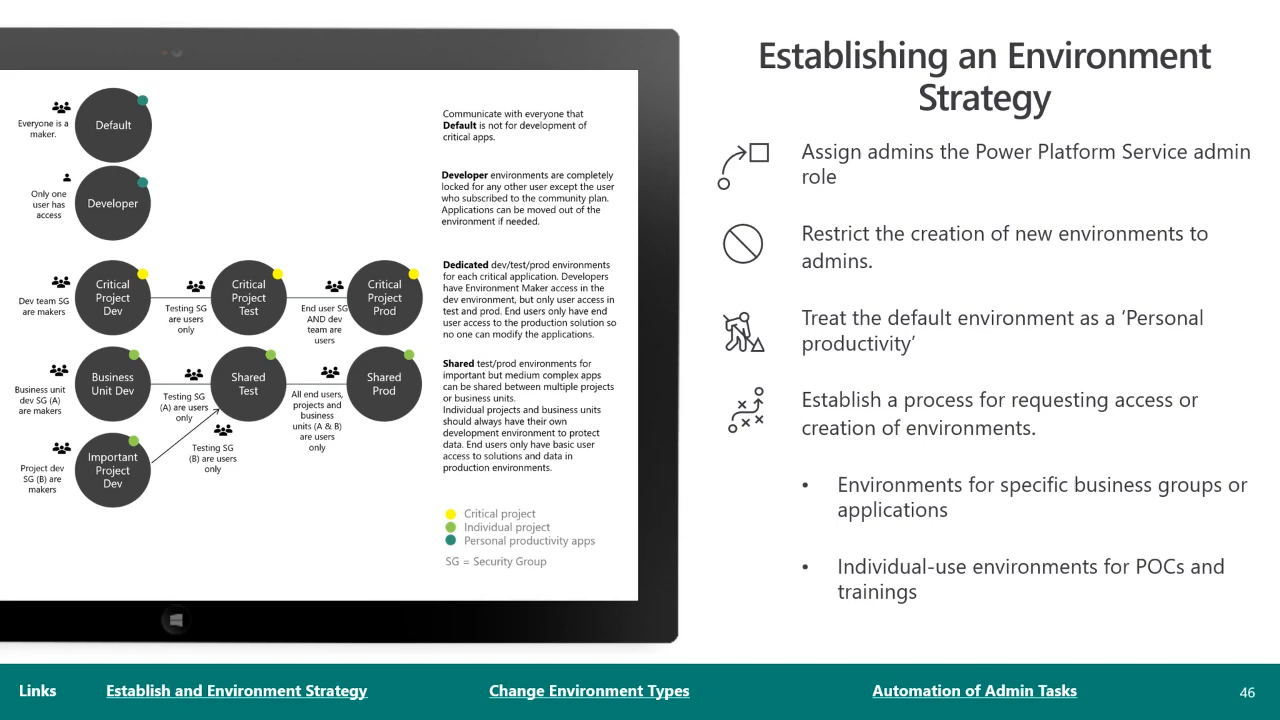 Establishing an Environment
Strategy
Everyone is a
maker.
Default
Communicate with everyone that
Default is not for development of
critical apps.
Only one
user has
access
Developer
Developer environments are completely
locked for any other user except the user
who subscribed to the community plan.
Applications can be moved out of the
environment if needed.
Dev team SG
are makers
Critical
Project
Dev
Testing SG
are users
only
Critical
Project
Test
End user SG
AND dev
team are
users
Critical
Project
Prod
Dedicated dev/test/prod environments
for each critical application. Developers
have Environment Maker access in the
dev environment, but only user access in
test and prod. End users only have end
user access to the production solution so
no one can modify the applications.
Business unit
dev SG (A)
are makers
Business
Unit Dev
Testing SG
(A) are users
only
Shared
Test
All end users,
projects and
business
units (A & B)
are users
only
Shared
Prod
Project dev
SG (B) are
makers
Important
Project
Dev
Testing SG
(B) are users
only
Shared test/prod environments for
important but medium complex apps
can be shared between multiple projects
or business units.
Individual projects and business units
should always have their own
development environment to protect
data. End users only have basic user
access to solutions and data in
production environments.
Critical project
Individual project
Personal productivity apps
SG = Security Group
Assign admins the Power Platform Service admin
role
Restrict the creation of new environments to
admins.
Treat the default environment as a ‘Personal
productivity’
Establish a process for requesting access or
creation of environments.
• Environments for specific business groups or
applications
• Individual-use environments for POCs and
trainings
Links
Establish and Environment Strategy
Change Environment Types
Automation of Admin Tasks
46